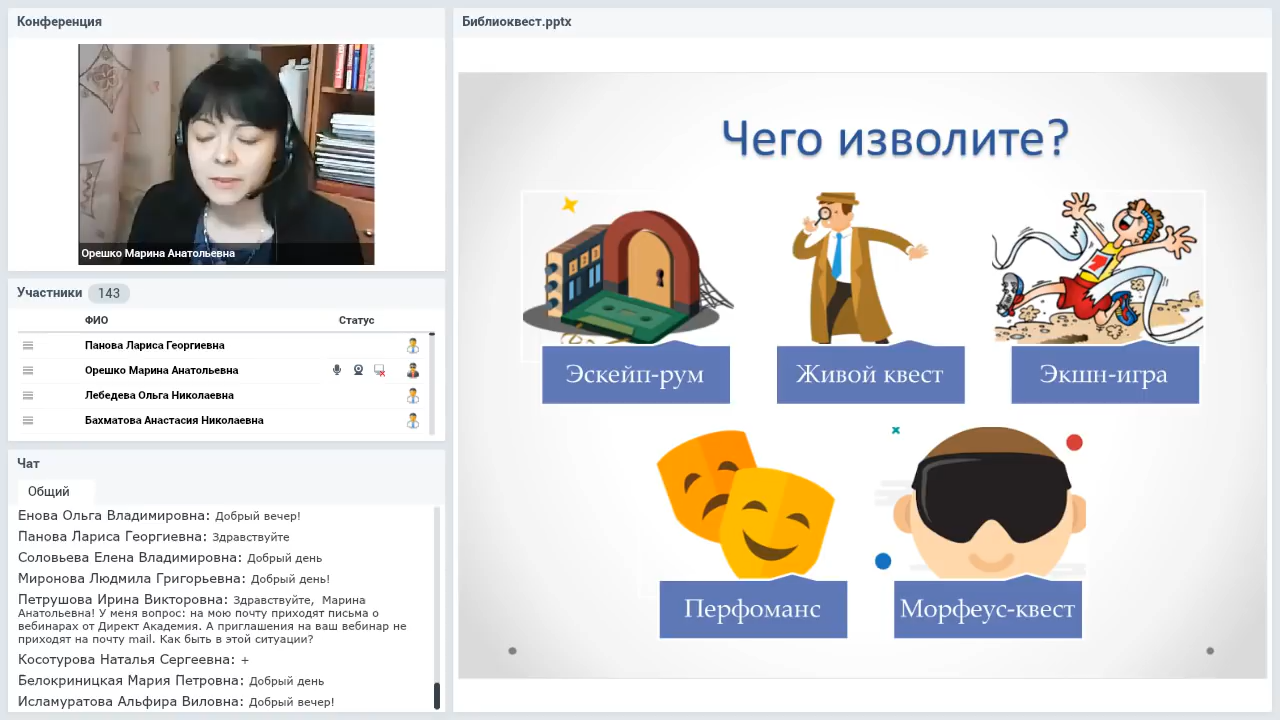 Конференция
Орешко Марина Анатольевна
Участники 143
ФИО Статус
Панова Лариса Георгиевна
Орешко Марина Анатольевна
Лебедева Ольга Николаевна
Бахматова Анастасия Николаевна
Чат
Общий
Енова Ольга Владимировна: Добрый вечер!
Панова Лариса Георгиевна: Здравствуйте
Соловьева Елена Владимировна: Добрый день
Миронова Людмила Григорьевна: Добрый день!
Петрушова Ирина Викторовна: Здравствуйте, Марина
Анатольевна! У меня вопрос: на мою почту приходят письма о
вебинарах от Директ Академия. А приглашения на ваш вебинар не
приходят на почту mail. Как быть в этой ситуации?
Косотурова Наталья Сергеевна: +
Белокриницкая Мария Петровна: Добрый день
Исламуратова Альфира Виловна: Добрый вечер!
Библиоквест.pptx
Чего изволите?
Эскейп-рум
Живой квест
Экшн-игра
Перфоманс
Морфеус-квест